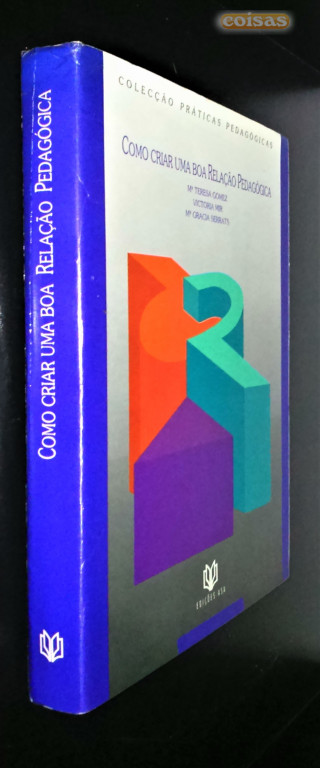 coisas
COLECÇÃO PRÁTICAS PEDAGÓGICAS
COMO CRIAR UMA BOA RELAÇÃO PEDAGÓGICA
Mª TERESA GOMEZ
VICTORIA MIR
Mª GRACIA SERRATS
EDIÇÕES ASA
COMO CRIAR UMA BOA RELAÇÃO PEDAGÓGICA